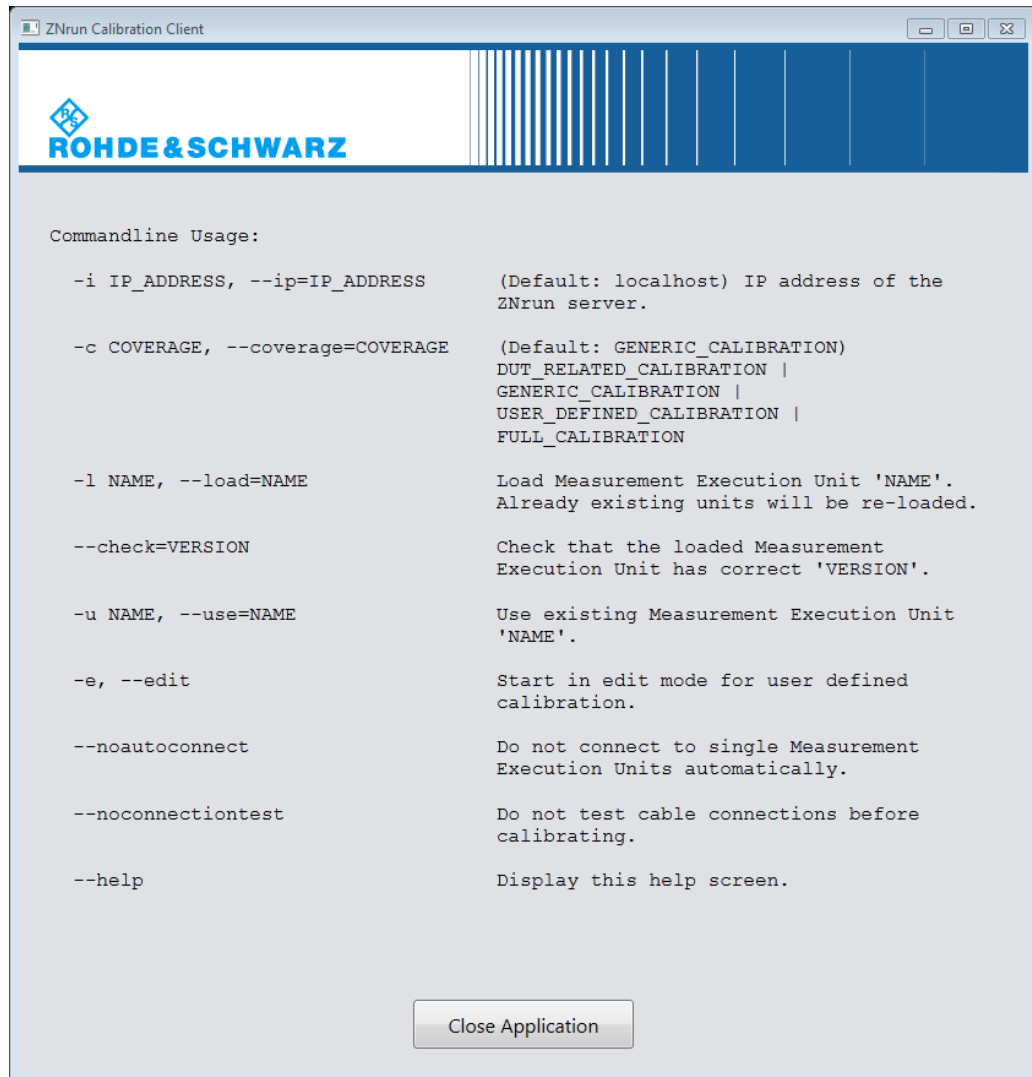 ZNrun Calibration Client
R&S
ROHDE&SCHWARZ
Commandline Usage:
-i IP_ADDRESS, --ip=IP_ADDRESS (Default: localhost) IP address of the
ZNrun server.
-c COVERAGE, --coverage=COVERAGE (Default: GENERIC_CALIBRATION)
DUT_RELATED_CALIBRATION |
GENERIC_CALIBRATION |
USER_DEFINED_CALIBRATION |
FULL_CALIBRATION
-l NAME, --load=NAME Load Measurement Execution Unit 'NAME'.
Already existing units will be re-loaded.
--check=VERSION Check that the loaded Measurement
Execution Unit has correct 'VERSION'.
-u NAME, --use=NAME Use existing Measurement Execution Unit
'NAME'.
-e, --edit Start in edit mode for user defined
calibration.
--noautoconnect Do not connect to single Measurement
Execution Units automatically.
--noconnectiontest Do not test cable connections before
calibrating.
--help Display this help screen.
Close Application